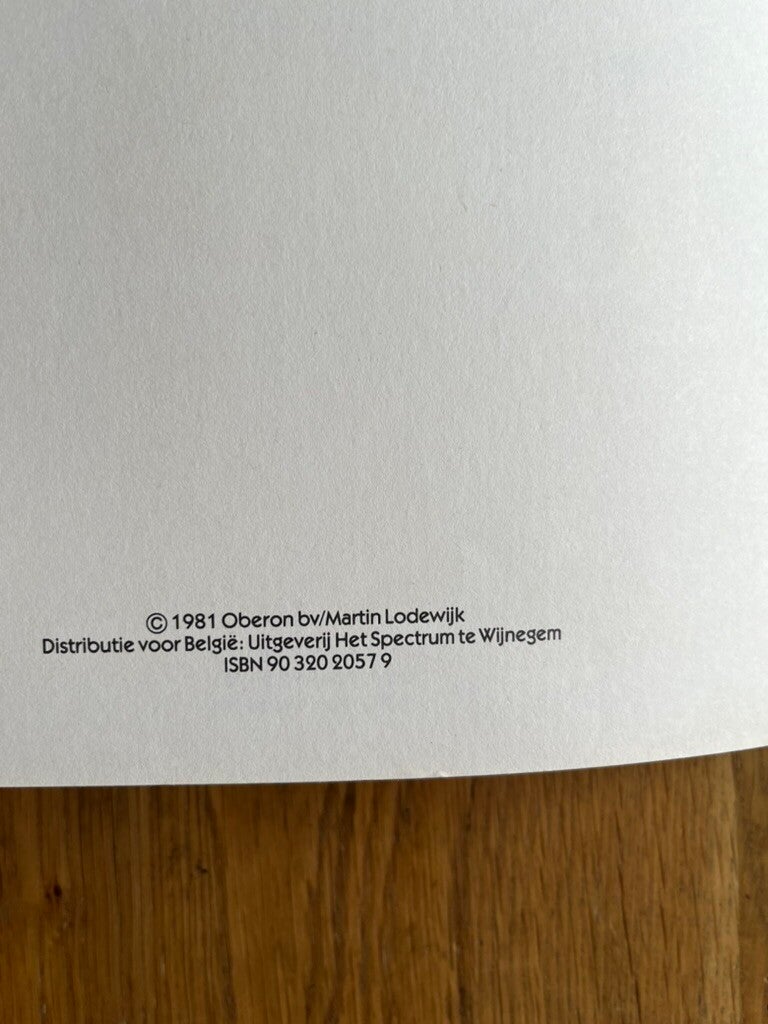 © 1981 Oberon bv/Martin Lodewijk
Distributie voor België: Uitgeverij Het Spectrum te Wijnegem
ISBN 90 320 2057 9